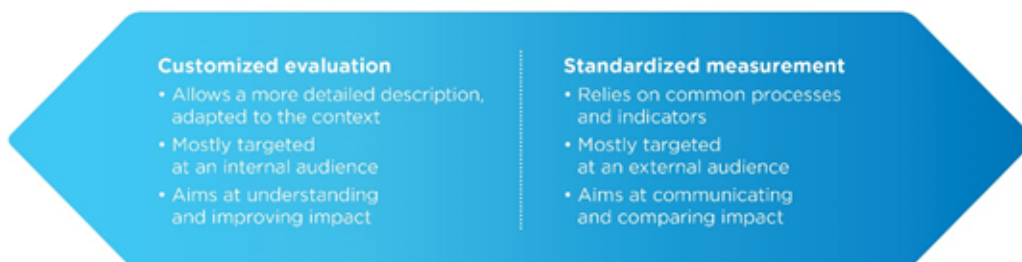 Customized evaluation
• Allows a more detailed description,
adapted to the context
• Mostly targeted
at an internal audience
• Aims at understanding
and improving impact
Standardized measurement
• Relies on common processes
and indicators
• Mostly targeted
at an external audience
• Aims at communicating
and comparing impact